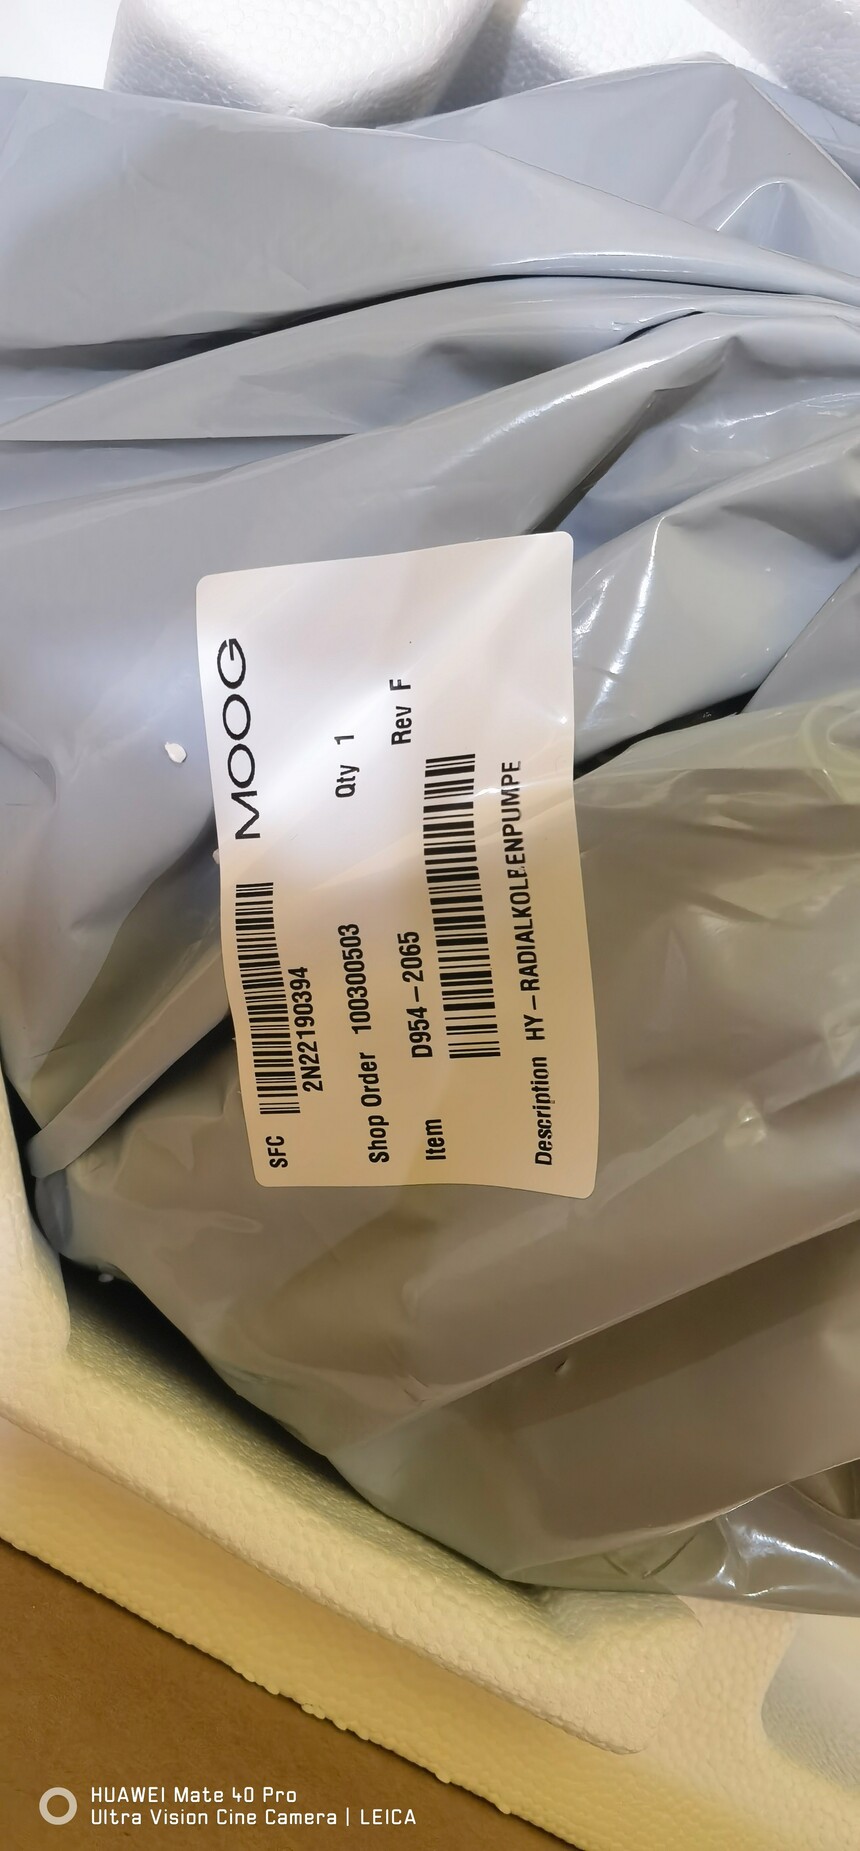 SFC
2N22190394
MOOG
Shop Order 100300503 Qty 1
Item D954-2065 Rev F
Description HY-RADIALKOLBENPUMPE
HUAWEI Mate 40 Pro
Ultra Vision Cine Camera | LEICA